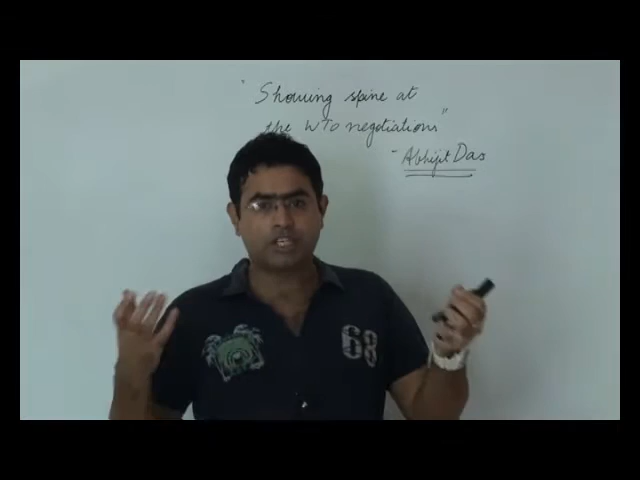 "Showing spine at
the WTO negotiations"
- Abhijit Das
68